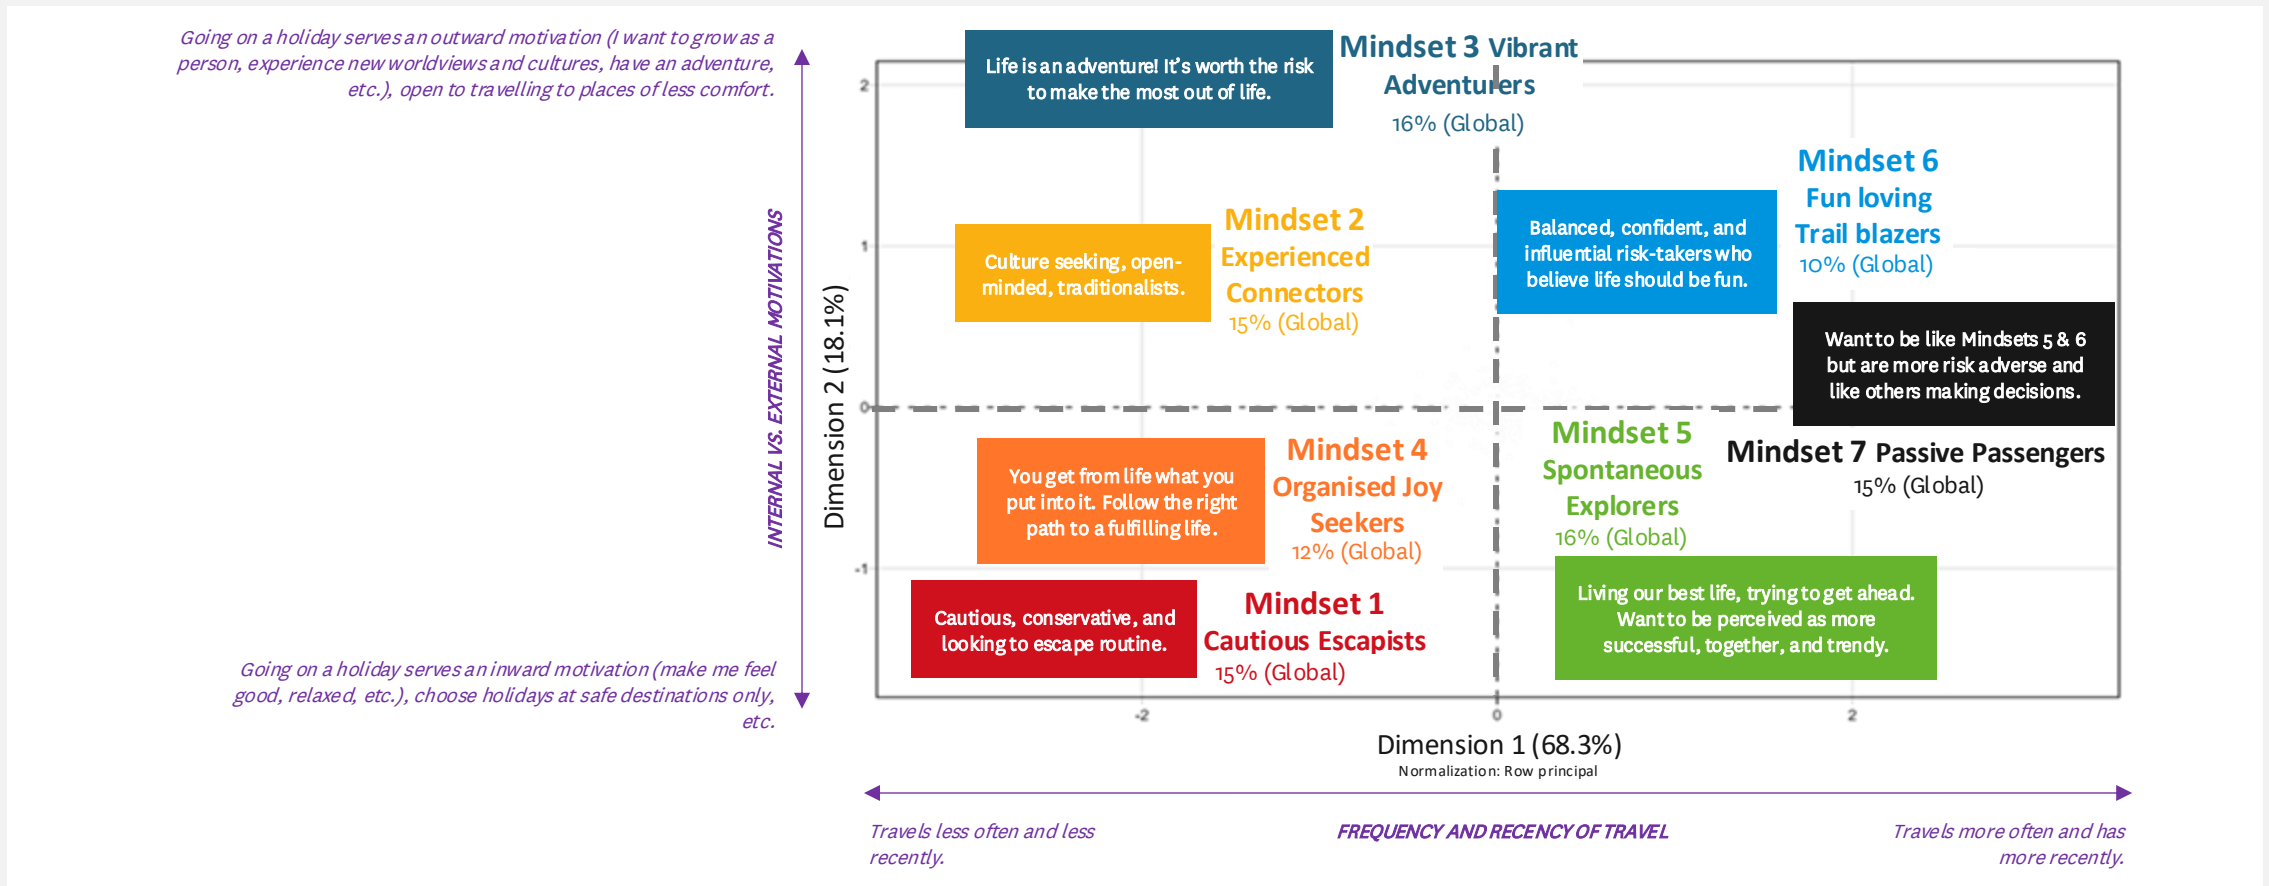 Going on a holiday serves an outward motivation (I want to grow as a
person, experience new worldviews and cultures, have an adventure,
etc.), open to travelling to places of less comfort.
INTERNAL VS. EXTERNAL MOTIVATIONS
Going on a holiday serves an inward motivation (make me feel
good, relaxed, etc.), choose holidays at safe destinations only,
etc.
Dimension 2 (18.1%)
2
1
0
-1
Life is an adventure! It's worth the risk
to make the most out of life.
Mindset 3 Vibrant
Adventurers
16% (Global)
Mindset 6
Fun loving
Trail blazers
10% (Global)
Balanced, confident, and
influential risk-takers who
believe life should be fun.
Culture seeking, open-
minded, traditionalists.
Mindset 2
Experienced
Connectors
15% (Global)
Want to be like Mindsets 5 & 6
but are more risk adverse and
like others making decisions.
Mindset 7 Passive Passengers
15% (Global)
You get from life what you
put into it. Follow the right
path to a fulfilling life.
Mindset 4
Organised Joy
Seekers
12% (Global)
Mindset 5
Spontaneous
Explorers
16% (Global)
Living our best life, trying to get ahead.
Want to be perceived as more
successful, together, and trendy.
Cautious, conservative, and
looking to escape routine.
Mindset 1
Cautious Escapists
15% (Global)
-2
0
2
Dimension 1 (68.3%)
Normalization: Row principal
Travels less often and less
recently.
FREQUENCY AND RECENCY OF TRAVEL
Travels more often and has
more recently.